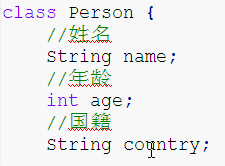 class Person {
//姓名
String name;
//年龄
int age;
//国籍
String country;